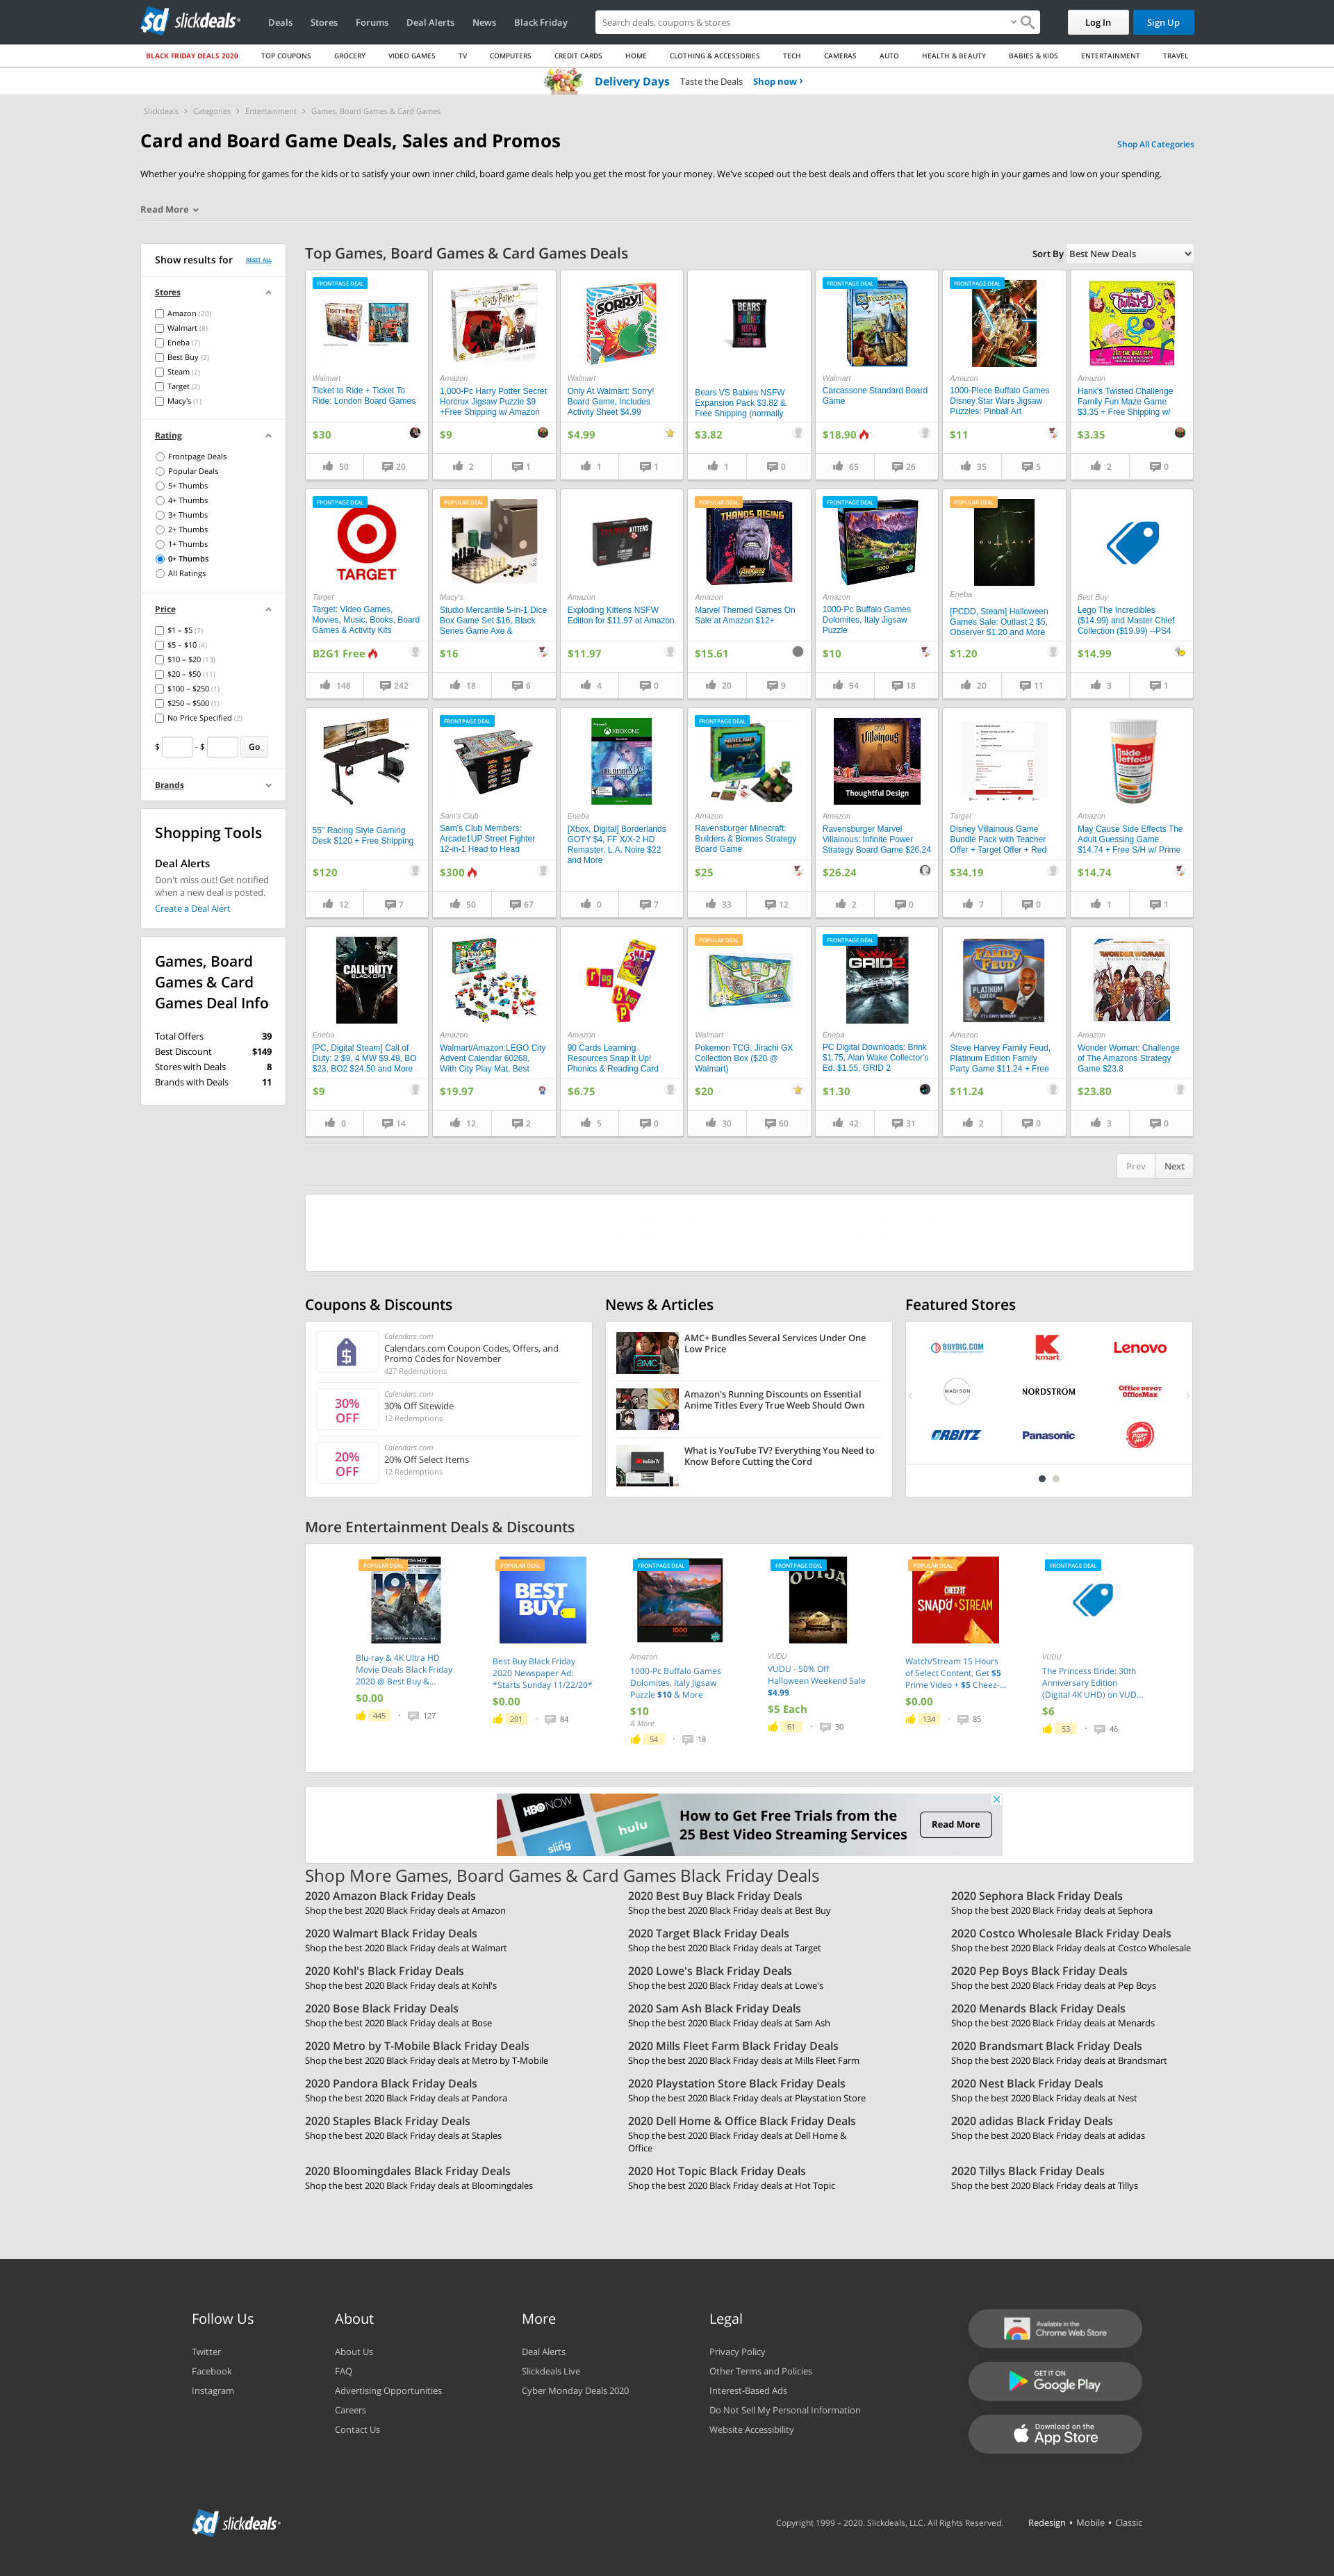 sd slickdeals
Deals Stores Forums Deal Alerts News Black Friday
Search deals, coupons & stores
Log In Sign Up
BLACK FRIDAY DEALS 2020 TOP COUPONS GROCERY VIDEO GAMES TV COMPUTERS CREDIT CARDS HOME CLOTHING & ACCESSORIES TECH CAMERAS AUTO HEALTH & BEAUTY BABIES & KIDS ENTERTAINMENT TRAVEL
Delivery Days Taste the Deals Shop now ›
Slickdeals › Categories › Entertainment › Games, Board Games & Card Games
Card and Board Game Deals, Sales and Promos
Shop All Categories
Whether you're shopping for games for the kids or to satisfy your own inner child, board game deals help you get the most for your money. We've scoped out the best deals and offers that let you score high in your games and low on your spending.
Read More
Show results for RESET ALL
Stores
Amazon (20)
Walmart (8)
Eneba (7)
Best Buy (2)
Steam (2)
Target (2)
Macy's (1)
Rating
Frontpage Deals
Popular Deals
5+ Thumbs
4+ Thumbs
3+ Thumbs
2+ Thumbs
1+ Thumbs
0+ Thumbs
All Ratings
Price
$1 – $5 (7)
$5 – $10 (4)
$10 – $20 (13)
$20 – $50 (11)
$100 – $250 (1)
$250 – $500 (1)
No Price Specified (2)
$ - $ Go
Brands
Shopping Tools
Deal Alerts
Don't miss out! Get notified
when a new deal is posted.
Create a Deal Alert
Games, Board
Games & Card
Games Deal Info
Total Offers 39
Best Discount $149
Stores with Deals 8
Brands with Deals 11
Top Games, Board Games & Card Games Deals
Sort By Best New Deals
FRONTPAGE DEAL
Walmart
Ticket to Ride + Ticket To
Ride: London Board Games
$30
50 20
Amazon
1,000-Pc Harry Potter Secret
Horcrux Jigsaw Puzzle $9
+Free Shipping w/ Amazon
$9
2 1
SORRY!
Walmart
Only At Walmart: Sorry!
Board Game, Includes
Activity Sheet $4.99
$4.99
1 1
BEARS
VS
BABIES
NSFW
Bears VS Babies NSFW
Expansion Pack $3.82 &
Free Shipping (normally
$3.82
1 0
FRONTPAGE DEAL
Walmart
Carcassone Standard Board
Game
$18.90
65 26
FRONTPAGE DEAL
Amazon
1000-Piece Buffalo Games
Disney Star Wars Jigsaw
Puzzles: Pinball Art
$11
35 5
Twisted
Amazon
Hank's Twisted Challenge
Family Fun Maze Game
$3.35 + Free Shipping w/
$3.35
2 0
FRONTPAGE DEAL
TARGET
Target
Target: Video Games,
Movies, Music, Books, Board
Games & Activity Kits
B2G1 Free
148 242
POPULAR DEAL
Macy's
Studio Mercantile 5-in-1 Dice
Box Game Set $16, Black
Series Game Axe &
$16
18 6
EXPLODING KITTENS
Amazon
Exploding Kittens NSFW
Edition for $11.97 at Amazon
$11.97
4 0
POPULAR DEAL
THANOS RISING
AVENGERS
Amazon
Marvel Themed Games On
Sale at Amazon $12+
$15.61
20 9
FRONTPAGE DEAL
1000
Amazon
1000-Pc Buffalo Games
Dolomites, Italy Jigsaw
Puzzle
$10
54 18
POPULAR DEAL
OUTLAST
Eneba
[PCDD, Steam] Halloween
Games Sale: Outlast 2 $5,
Observer $1.20 and More
$1.20
20 11
Best Buy
Lego The Incredibles
($14.99) and Master Chief
Collection ($19.99) --PS4
$14.99
3 1
55" Racing Style Gaming
Desk $120 + Free Shipping
$120
12 7
FRONTPAGE DEAL
Sam's Club
Sam's Club Members:
Arcade1UP Street Fighter
12-in-1 Head to Head
$300
50 67
XBOX ONE
Eneba
[Xbox, Digital] Borderlands
GOTY $4, FF X/X-2 HD
Remaster, L.A. Noire $22
and More
0 7
FRONTPAGE DEAL
MINECRAFT
Amazon
Ravensburger Minecraft:
Builders & Biomes Strategy
Board Game
$25
33 12
Villainous
Thoughtful Design
Amazon
Ravensburger Marvel
Villainous: Infinite Power
Strategy Board Game $26.24
$26.24
2 0
Target
Disney Villainous Game
Bundle Pack with Teacher
Offer + Target Offer + Red
$34.19
7 0
side
effects
Amazon
May Cause Side Effects The
Adult Guessing Game
$14.74 + Free S/H w/ Prime
$14.74
1 1
CALL OF DUTY
BLACK OPS
Eneba
[PC, Digital Steam] Call of
Duty: 2 $9, 4 MW $9.49, BO
$23, BO2 $24.50 and More
$9
0 14
Amazon
Walmart/Amazon:LEGO City
Advent Calendar 60268,
With City Play Mat, Best
$19.97
12 2
Amazon
90 Cards Learning
Resources Snap It Up!
Phonics & Reading Card
$6.75
5 0
POPULAR DEAL
Walmart
Pokemon TCG: Jirachi GX
Collection Box ($20 @
Walmart)
$20
30 60
FRONTPAGE DEAL
GRID 2
Eneba
PC Digital Downloads: Brink
$1.75, Alan Wake Collector's
Ed. $1.55, GRID 2
$1.30
42 31
FAMILY FEUD
PLATINUM
EDITION
Amazon
Steve Harvey Family Feud,
Platinum Edition Family
Party Game $11.24 + Free
$11.24
2 0
WONDER WOMAN
Amazon
Wonder Woman: Challenge
of The Amazons Strategy
Game $23.8
$23.80
3 0
Prev Next
Coupons & Discounts
Calendars.com
Calendars.com Coupon Codes, Offers, and
Promo Codes for November
427 Redemptions
30%
OFF
Calendars.com
30% Off Sitewide
12 Redemptions
20%
OFF
Calendars.com
20% Off Select Items
12 Redemptions
News & Articles
amc
AMC+ Bundles Several Services Under One
Low Price
Amazon's Running Discounts on Essential
Anime Titles Every True Weeb Should Own
YouTubeTV
What is YouTube TV? Everything You Need to
Know Before Cutting the Cord
Featured Stores
BUYDIG.COM Kmart Lenovo
MADISON NORDSTROM Office DEPOT OfficeMax
ORBITZ Panasonic Pizza Hut
More Entertainment Deals & Discounts
POPULAR DEAL
1917
Blu-ray & 4K Ultra HD
Movie Deals Black Friday
2020 @ Best Buy &...
$0.00
445 · 127
POPULAR DEAL
BEST
BUY
Best Buy Black Friday
2020 Newspaper Ad:
*Starts Sunday 11/22/20*
$0.00
201 · 84
FRONTPAGE DEAL
1000
Amazon
1000-Pc Buffalo Games
Dolomites, Italy Jigsaw
Puzzle $10 & More
$10
& More
54 · 18
FRONTPAGE DEAL
OUIJA
VUDU
VUDU - 50% Off
Halloween Weekend Sale
$4.99
$5 Each
61 · 30
POPULAR DEAL
CHEEZ-IT
SNAP'd & STREAM
Watch/Stream 15 Hours
of Select Content, Get $5
Prime Video + $5 Cheez-...
$0.00
134 · 85
FRONTPAGE DEAL
VUDU
The Princess Bride: 30th
Anniversary Edition
(Digital 4K UHD) on VUD...
$6
53 · 46
HBO NOW
sling
hulu
How to Get Free Trials from the
25 Best Video Streaming Services
Read More
Shop More Games, Board Games & Card Games Black Friday Deals
2020 Amazon Black Friday Deals
Shop the best 2020 Black Friday deals at Amazon
2020 Best Buy Black Friday Deals
Shop the best 2020 Black Friday deals at Best Buy
2020 Sephora Black Friday Deals
Shop the best 2020 Black Friday deals at Sephora
2020 Walmart Black Friday Deals
Shop the best 2020 Black Friday deals at Walmart
2020 Target Black Friday Deals
Shop the best 2020 Black Friday deals at Target
2020 Costco Wholesale Black Friday Deals
Shop the best 2020 Black Friday deals at Costco Wholesale
2020 Kohl's Black Friday Deals
Shop the best 2020 Black Friday deals at Kohl's
2020 Lowe's Black Friday Deals
Shop the best 2020 Black Friday deals at Lowe's
2020 Pep Boys Black Friday Deals
Shop the best 2020 Black Friday deals at Pep Boys
2020 Bose Black Friday Deals
Shop the best 2020 Black Friday deals at Bose
2020 Sam Ash Black Friday Deals
Shop the best 2020 Black Friday deals at Sam Ash
2020 Menards Black Friday Deals
Shop the best 2020 Black Friday deals at Menards
2020 Metro by T-Mobile Black Friday Deals
Shop the best 2020 Black Friday deals at Metro by T-Mobile
2020 Mills Fleet Farm Black Friday Deals
Shop the best 2020 Black Friday deals at Mills Fleet Farm
2020 Brandsmart Black Friday Deals
Shop the best 2020 Black Friday deals at Brandsmart
2020 Pandora Black Friday Deals
Shop the best 2020 Black Friday deals at Pandora
2020 Playstation Store Black Friday Deals
Shop the best 2020 Black Friday deals at Playstation Store
2020 Nest Black Friday Deals
Shop the best 2020 Black Friday deals at Nest
2020 Staples Black Friday Deals
Shop the best 2020 Black Friday deals at Staples
2020 Dell Home & Office Black Friday Deals
Shop the best 2020 Black Friday deals at Dell Home &
Office
2020 adidas Black Friday Deals
Shop the best 2020 Black Friday deals at adidas
2020 Bloomingdales Black Friday Deals
Shop the best 2020 Black Friday deals at Bloomingdales
2020 Hot Topic Black Friday Deals
Shop the best 2020 Black Friday deals at Hot Topic
2020 Tillys Black Friday Deals
Shop the best 2020 Black Friday deals at Tillys
Follow Us
Twitter
Facebook
Instagram
About
About Us
FAQ
Advertising Opportunities
Careers
Contact Us
More
Deal Alerts
Slickdeals Live
Cyber Monday Deals 2020
Legal
Privacy Policy
Other Terms and Policies
Interest-Based Ads
Do Not Sell My Personal Information
Website Accessibility
Available in the
Chrome Web Store
GET IT ON
Google Play
Download on the
App Store
sd slickdeals
Copyright 1999 – 2020. Slickdeals, LLC. All Rights Reserved.
Redesign • Mobile • Classic